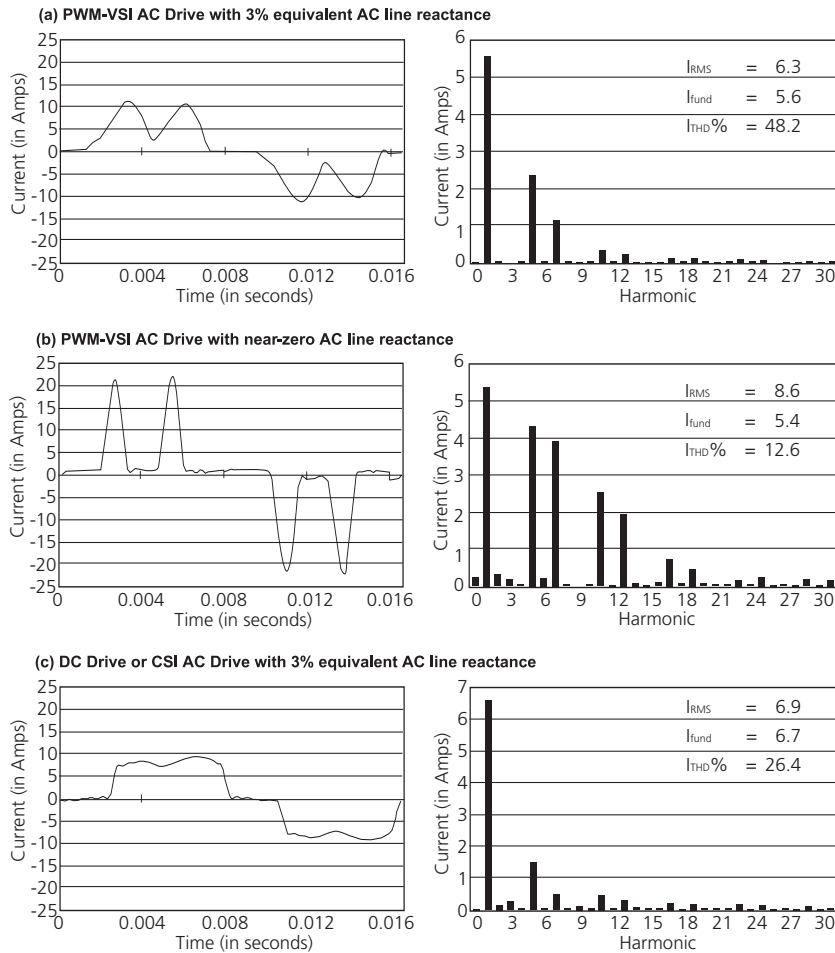 (a) PWM-VSI AC Drive with 3% equivalent AC line reactance
Current (in Amps)
25
20
15
10
5
0
-5
-10
-15
-20
-25
0 0.004 0.008 0.012 0.016
Time (in seconds)
Current (in Amps)
6
5
4
3
2
1
0
IRMS = 6.3
Ifund = 5.6
ITHD% = 48.2
0 3 6 9 12 15 18 21 24 27 30
Harmonic
(b) PWM-VSI AC Drive with near-zero AC line reactance
Current (in Amps)
25
20
15
10
5
0
-5
-10
-15
-20
-25
0 0.004 0.008 0.012 0.016
Time (in seconds)
Current (in Amps)
6
5
4
3
2
1
0
IRMS = 8.6
Ifund = 5.4
ITHD% = 12.6
0 3 6 9 12 15 18 21 24 27 30
Harmonic
(c) DC Drive or CSI AC Drive with 3% equivalent AC line reactance
Current (in Amps)
25
20
15
10
5
0
-5
-10
-15
-20
-25
0 0.004 0.008 0.012 0.016
Time (in seconds)
Current (in Amps)
7
6
5
4
3
2
1
0
IRMS = 6.9
Ifund = 6.7
ITHD% = 26.4
0 3 6 9 12 15 18 21 24 27 30
Harmonic